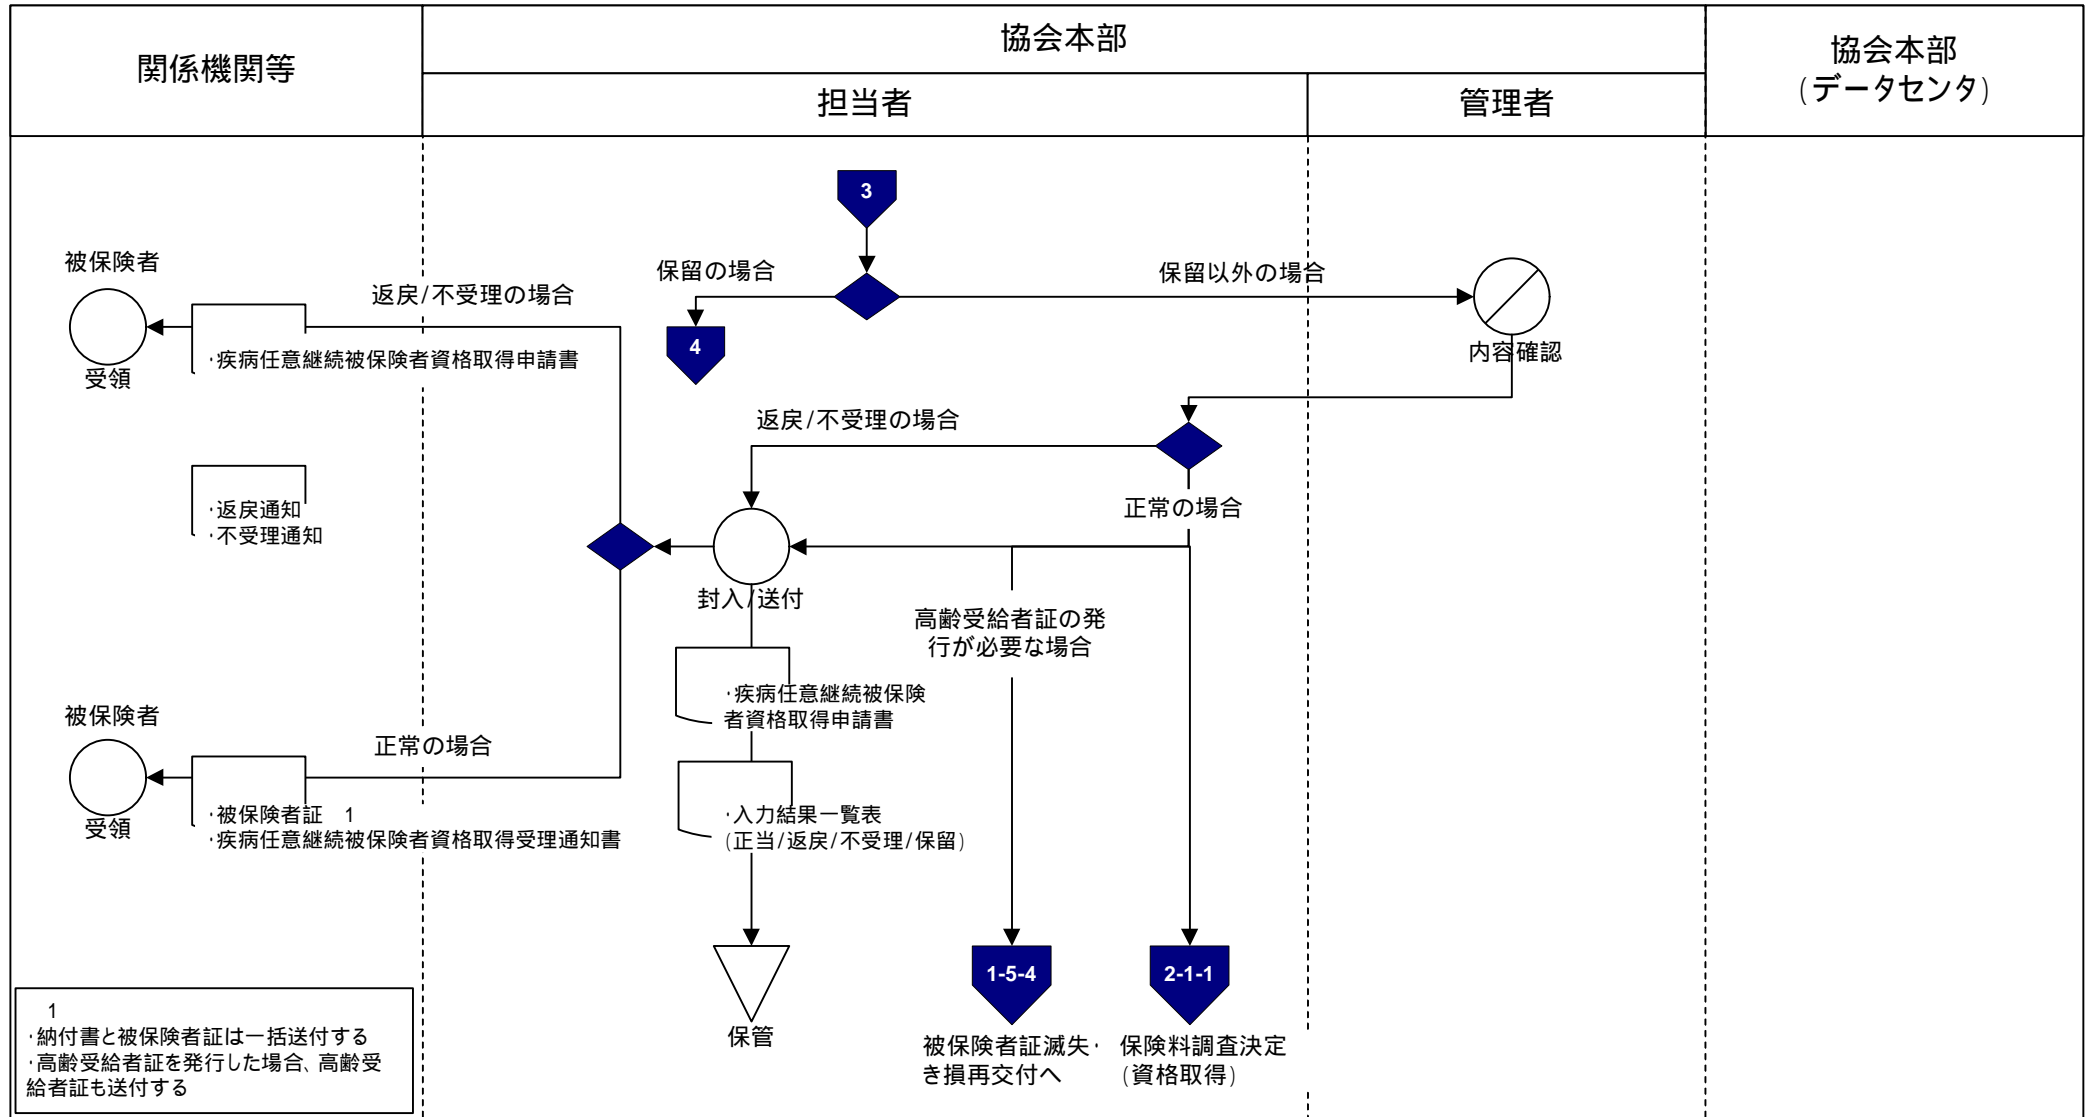 関係機関等
協会本部
担当者
管理者
協会本部
(データセンタ)
3
保留の場合
保留以外の場合
4
内容確認
被保険者
返戻/不受理の場合
・疾病任意継続被保険者資格取得申請書
受領
・返戻通知
・不受理通知
返戻/不受理の場合
正常の場合
封入/送付
高齢受給者証の発
行が必要な場合
・疾病任意継続被保険
者資格取得申請書
・入力結果一覧表
(正当/返戻/不受理/保留)
保管
被保険者
正常の場合
・被保険者証 1
・疾病任意継続被保険者資格取得受理通知書
受領
1-5-4
被保険者証滅失・
き損再交付へ
2-1-1
保険料調査決定
(資格取得)
1
・納付書と被保険者証は一括送付する
・高齢受給者証を発行した場合、高齢受
給者証も送付する